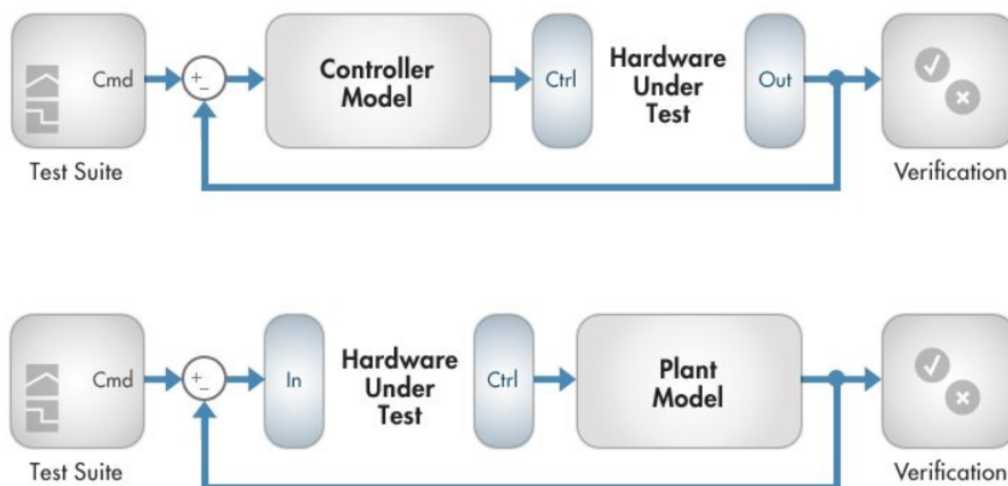 Cmd
+
-
Controller
Model
Ctrl
Hardware
Under
Test
Out
Test Suite
Verification
Cmd
+
-
In
Hardware
Under
Test
Ctrl
Plant
Model
Test Suite
Verification